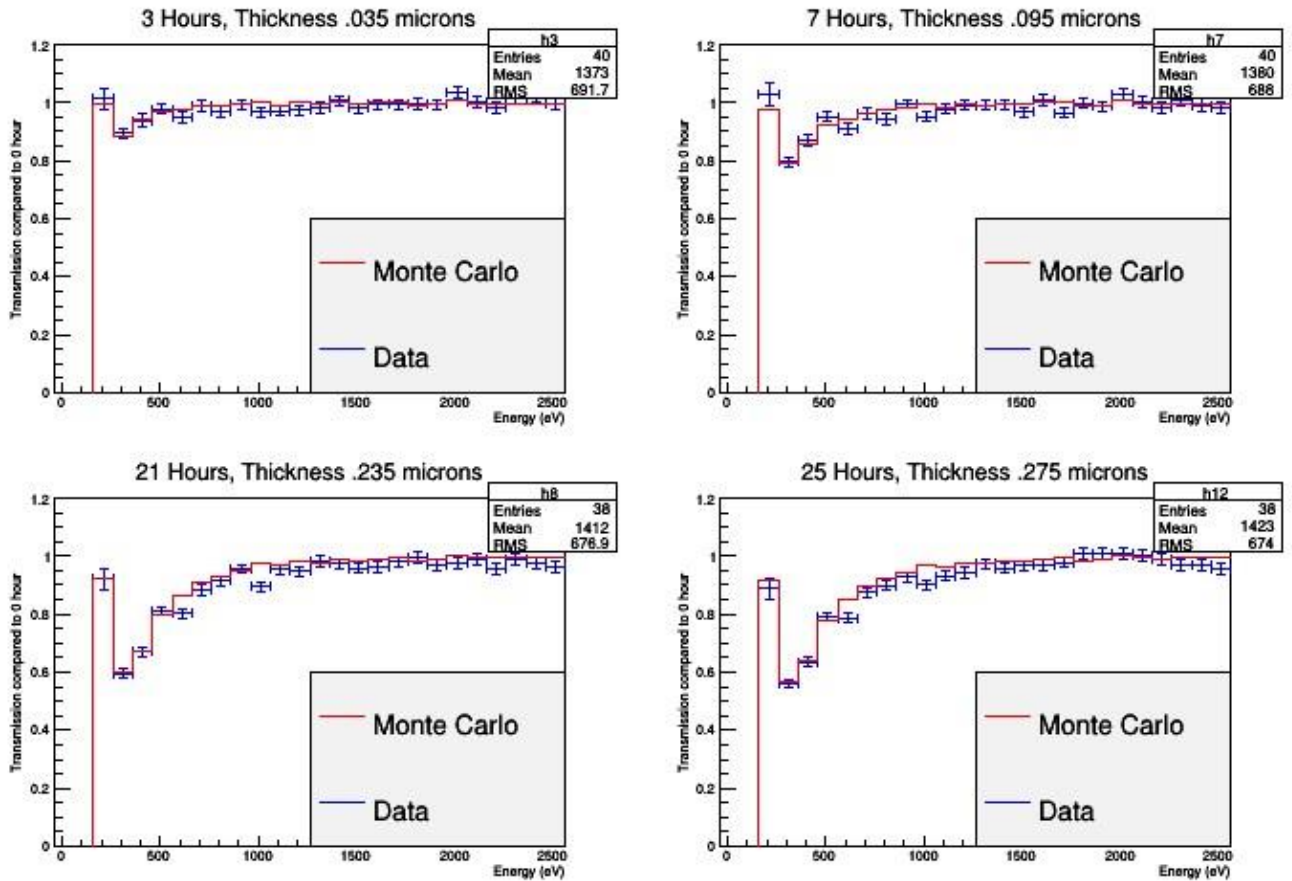 3 Hours, Thickness .035 microns
h3
Entries 40
Mean 1373
RMS 691.7
Transmission compared to 0 hour
1.2
1
0.8
0.6
0.4
0.2
0
Monte Carlo
Data
0 500 1000 1500 2000 2500
Energy (eV)
7 Hours, Thickness .095 microns
h7
Entries 40
Mean 1380
RMS 688
Transmission compared to 0 hour
1.2
1
0.8
0.6
0.4
0.2
0
Monte Carlo
Data
0 500 1000 1500 2000 2500
Energy (eV)
21 Hours, Thickness .235 microns
h8
Entries 38
Mean 1412
RMS 676.9
Transmission compared to 0 hour
1.2
1
0.8
0.6
0.4
0.2
0
Monte Carlo
Data
0 500 1000 1500 2000 2500
Energy (eV)
25 Hours, Thickness .275 microns
h12
Entries 38
Mean 1423
RMS 674
Transmission compared to 0 hour
1.2
1
0.8
0.6
0.4
0.2
0
Monte Carlo
Data
0 500 1000 1500 2000 2500
Energy (eV)